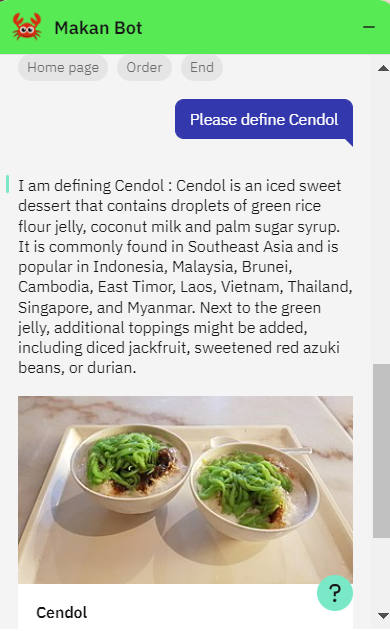 Makan Bot
Home page Order End
Please define Cendol
I am defining Cendol : Cendol is an iced sweet
dessert that contains droplets of green rice
flour jelly, coconut milk and palm sugar syrup.
It is commonly found in Southeast Asia and is
popular in Indonesia, Malaysia, Brunei,
Cambodia, East Timor, Laos, Vietnam, Thailand,
Singapore, and Myanmar. Next to the green
jelly, additional toppings might be added,
including diced jackfruit, sweetened red azuki
beans, or durian.
?
Cendol